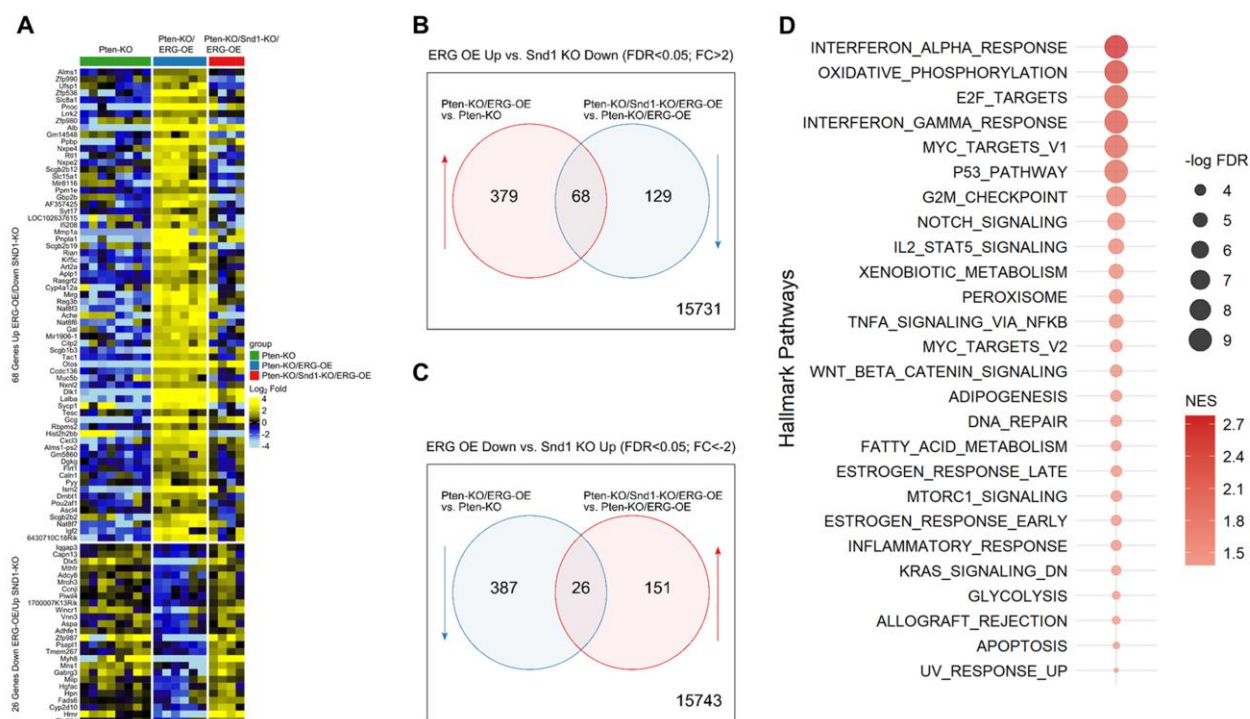 A
Pten-KO
Pten-KO/
ERG-OE
Pten-KO/Snd1-KO/
ERG-OE
68 Genes Up ERG-OE/Down SND1-KO
Alms1
Zfp990
Ufsp1
Zfp536
Slc8a1
Pnoc
Lrrk2
Zfp980
Alb
Gm14548
Ppbp
Nxpe4
Rtl1
Nxpe2
Scgb2b12
Slc15a1
Mir8116
Ppm1e
Gbp2b
AF357425
Syt17
LOC102637615
Ifi208
Mmp1a
Pnpla1
Scgb2b19
Rian
Kif5c
Art2a
Aplp1
Rasgrf2
Cyp4a12a
Mirg
Reg3b
Nat8f3
Ache
Nat8f6
Gal
Mir1906-1
Cilp2
Scgb1b3
Tac1
Otos
Ccdc136
Muc5b
Nxnl2
Dlk1
Lalba
Sycp1
Tesc
Gcg
Rbpms2
Hist2h2bb
Cxcl3
Alms1-ps2
Gm5860
Dgkg
Flrt1
Caln1
Pyy
Ism2
Dmbt1
Pou2af1
Ascl4
Scgb2b2
Nat8f7
Igf2
6430710C16Rik
26 Genes Down ERG-OE/Up SND1-KO
Iqgap3
Capn13
Dlx5
Mthfr
Adcy8
Mroh3
Ccnjl
Piwil4
1700007K13Rik
Wincr1
Vnn3
Aspa
Adhfe1
Zfp987
Psapl1
Tmem267
Myh8
Mns1
Gabrg3
Miip
Hgfac
Hpn
Fads6
Cyp2d10
Hmr
group
Pten-KO
Pten-KO/ERG-OE
Pten-KO/Snd1-KO/ERG-OE
Log2 Fold
4
2
0
-2
-4
B
ERG OE Up vs. Snd1 KO Down (FDR<0.05; FC>2)
Pten-KO/ERG-OE
vs. Pten-KO
Pten-KO/Snd1-KO/ERG-OE
vs. Pten-KO/ERG-OE
379
68
129
15731
C
ERG OE Down vs. Snd1 KO Up (FDR<0.05; FC<-2)
Pten-KO/ERG-OE
vs. Pten-KO
Pten-KO/Snd1-KO/ERG-OE
vs. Pten-KO/ERG-OE
387
26
151
15743
D
Hallmark Pathways
INTERFERON_ALPHA_RESPONSE
OXIDATIVE_PHOSPHORYLATION
E2F_TARGETS
INTERFERON_GAMMA_RESPONSE
MYC_TARGETS_V1
P53_PATHWAY
G2M_CHECKPOINT
NOTCH_SIGNALING
IL2_STAT5_SIGNALING
XENOBIOTIC_METABOLISM
PEROXISOME
TNFA_SIGNALING_VIA_NFKB
MYC_TARGETS_V2
WNT_BETA_CATENIN_SIGNALING
ADIPOGENESIS
DNA_REPAIR
FATTY_ACID_METABOLISM
ESTROGEN_RESPONSE_LATE
MTORC1_SIGNALING
ESTROGEN_RESPONSE_EARLY
INFLAMMATORY_RESPONSE
KRAS_SIGNALING_DN
GLYCOLYSIS
ALLOGRAFT_REJECTION
APOPTOSIS
UV_RESPONSE_UP
-log FDR
4
5
6
7
8
9
NES
2.7
2.4
2.1
1.8
1.5